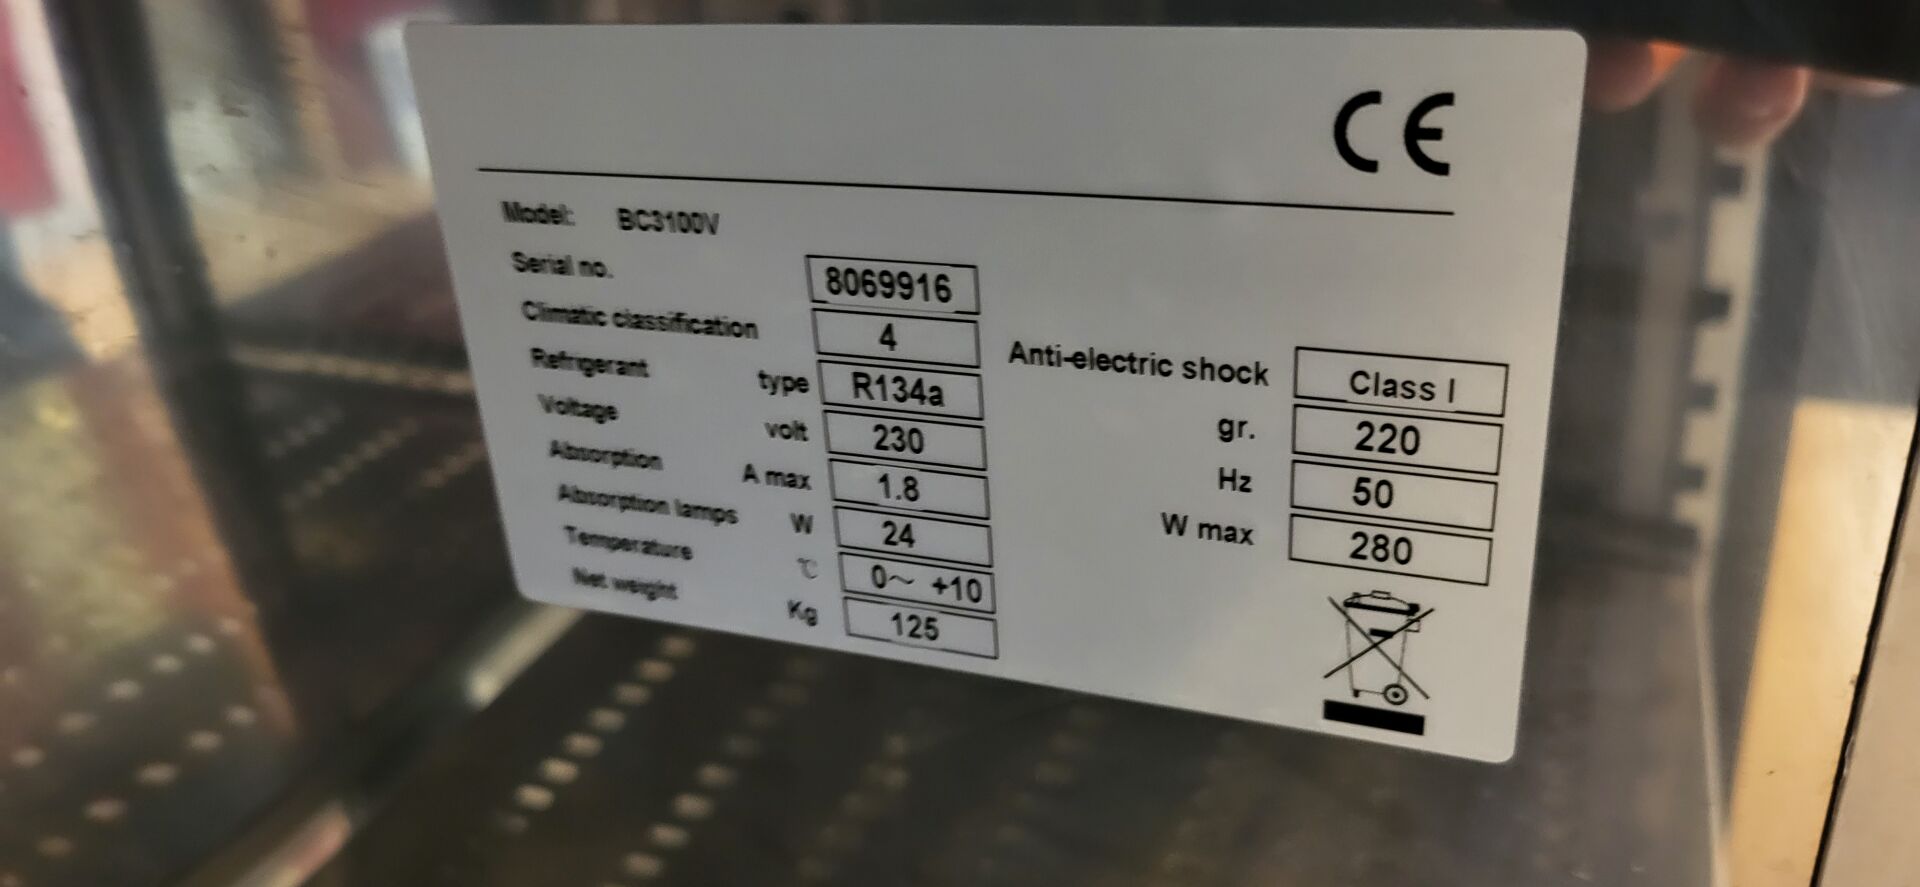 CE
Model: BC3100V
Serial no. 8069916
Climatic classification 4 Anti-electric shock Class I
Refrigerant type R134a gr. 220
Voltage volt 230 Hz 50
Absorption A max 1.8 W max 280
Absorption lamps W 24
Temperature ℃ 0～ +10
Net weight Kg 125